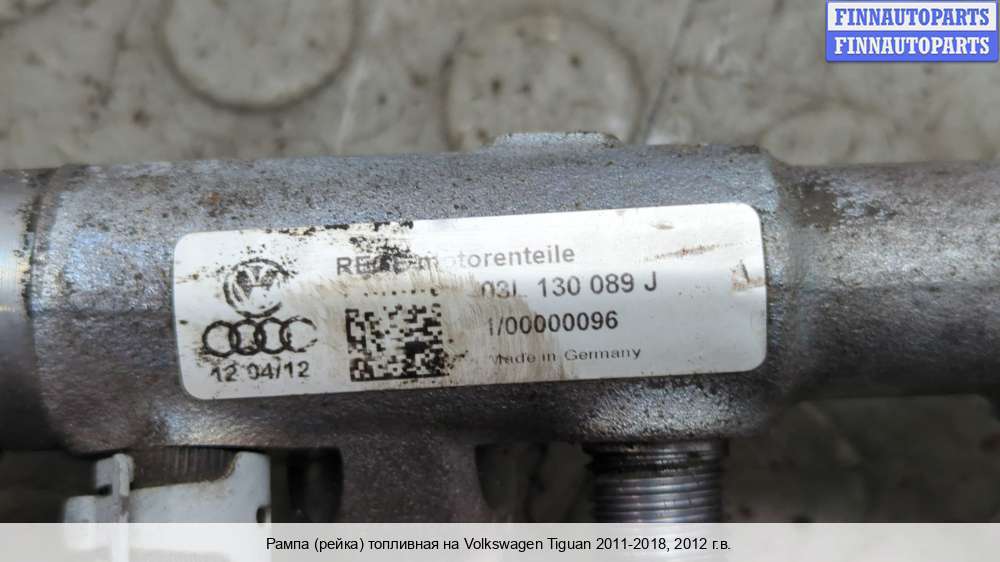 FINNAUTOPARTS
FINNAUTOPARTS
motorenteile
130 089 J
1/00000096
Made in Germany
12 04/12
Рампа (рейка) топливная на Volkswagen Tiguan 2011-2018, 2012 г.в.